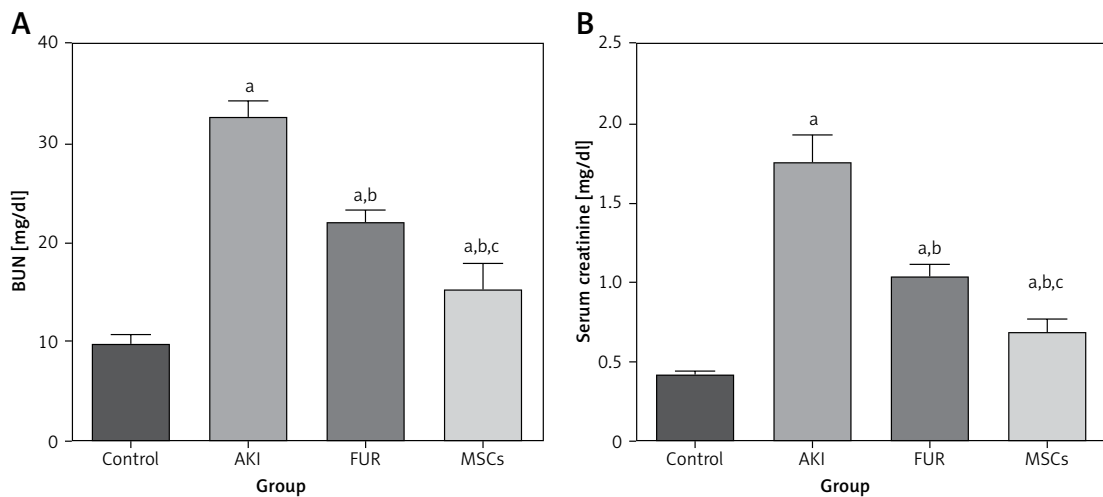 A
BUN [mg/dl]
40
30
20
10
0
a
a,b
a,b,c
Control AKI FUR MSCs
Group
B
Serum creatinine [mg/dl]
2.5
2.0
1.5
1.0
0.5
0
a
a,b
a,b,c
Control AKI FUR MSCs
Group